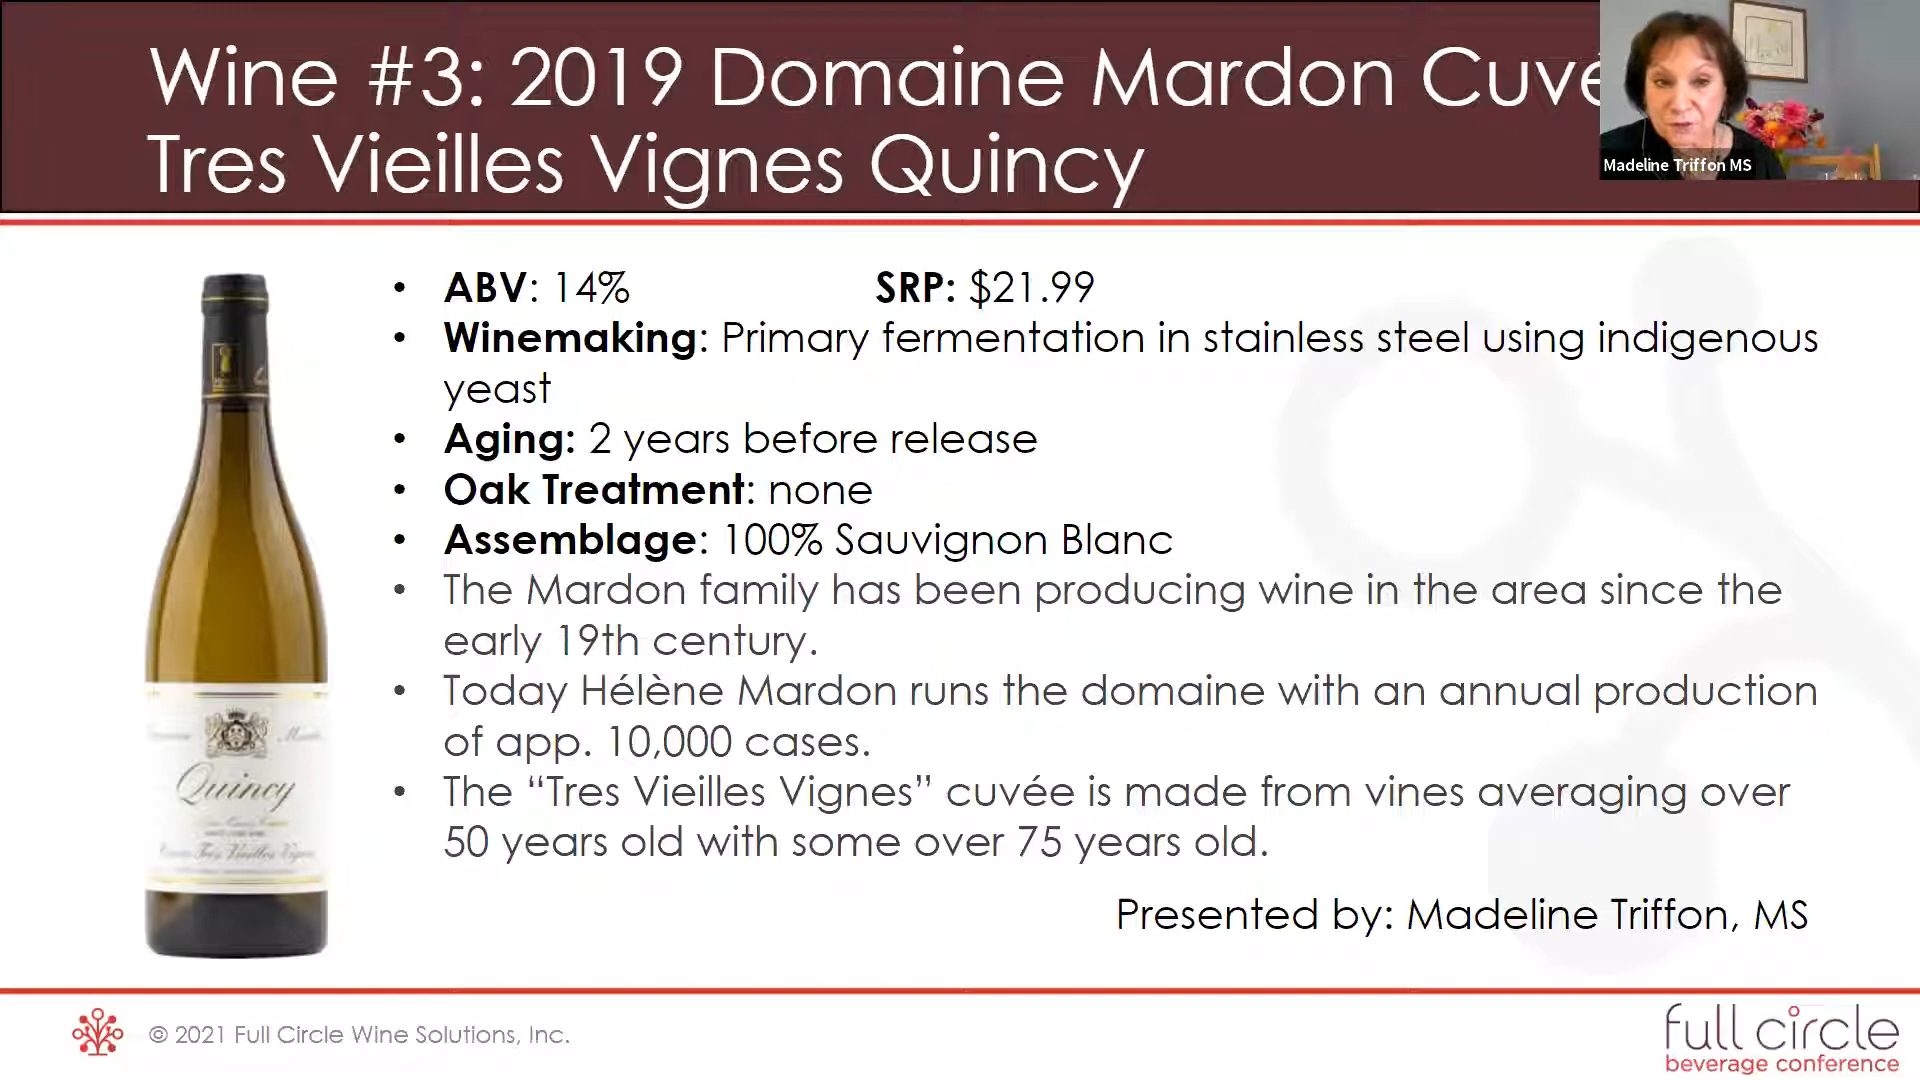 Wine #3: 2019 Domaine Mardon Cuvé
Tres Vieilles Vignes Quincy
Madeline Triffon MS
• ABV: 14% SRP: $21.99
• Winemaking: Primary fermentation in stainless steel using indigenous
yeast
• Aging: 2 years before release
• Oak Treatment: none
• Assemblage: 100% Sauvignon Blanc
• The Mardon family has been producing wine in the area since the
early 19th century.
• Today Hélène Mardon runs the domaine with an annual production
of app. 10,000 cases.
• The “Tres Vieilles Vignes” cuvée is made from vines averaging over
50 years old with some over 75 years old.
Quincy
Tres Vieilles Vignes
Presented by: Madeline Triffon, MS
© 2021 Full Circle Wine Solutions, Inc.
full circle
beverage conference